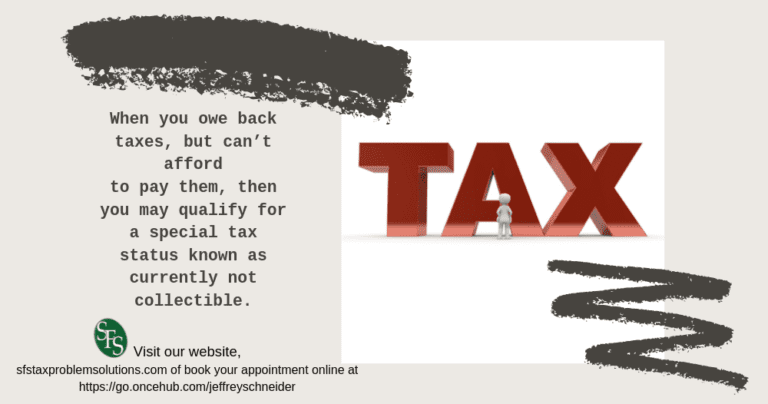 When you owe back
taxes, but can’t
afford
to pay them, then
you may qualify for
a special tax
status known as
currently not
collectible.
TAX
SFS
Visit our website,
sfstaxproblemsolutions.com of book your appointment online at
https://go.oncehub.com/jeffreyschneider